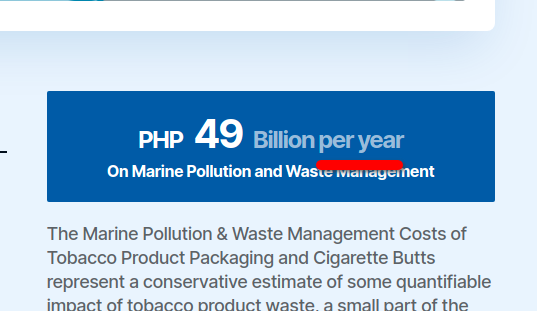 PHP 49 Billion per year
On Marine Pollution and Waste Management
The Marine Pollution & Waste Management Costs of
Tobacco Product Packaging and Cigarette Butts
represent a conservative estimate of some quantifiable
impact of tobacco product waste, a small part of the